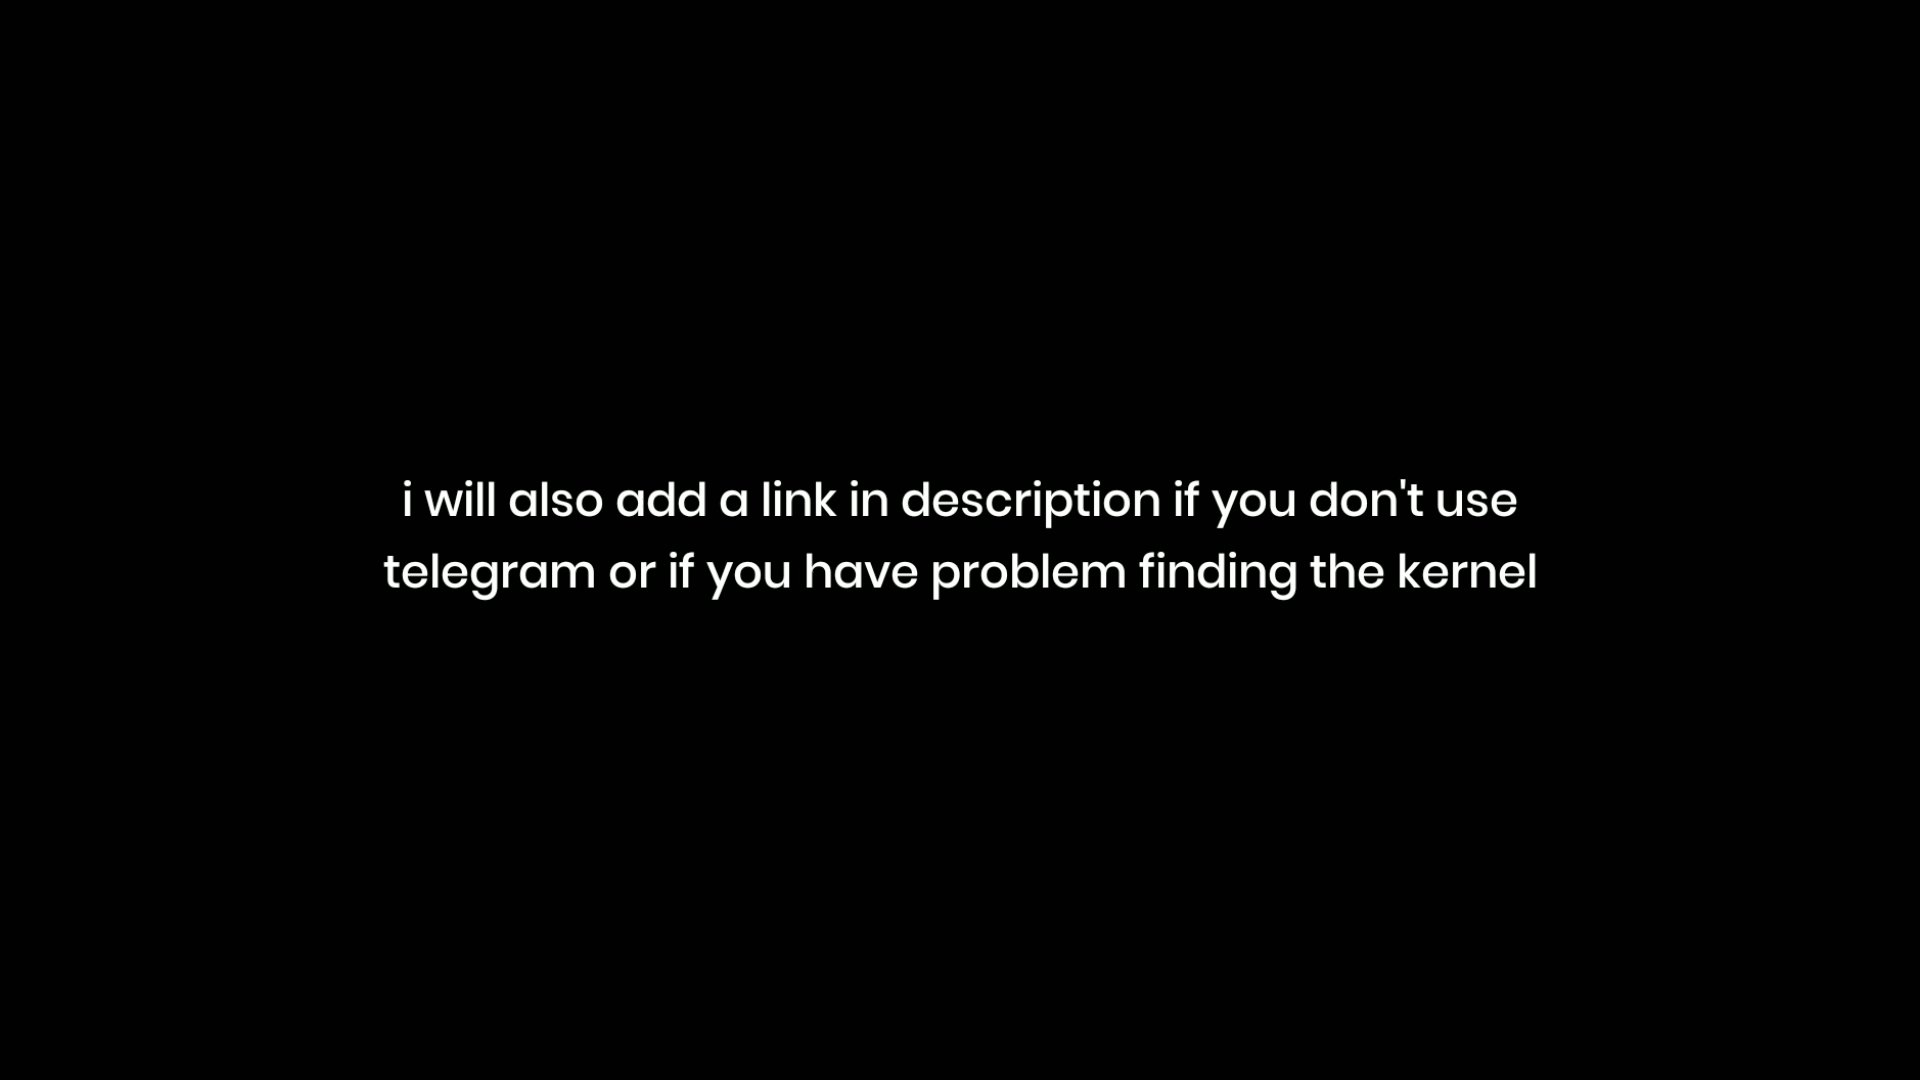 i will also add a link in description if you don't use
telegram or if you have problem finding the kernel